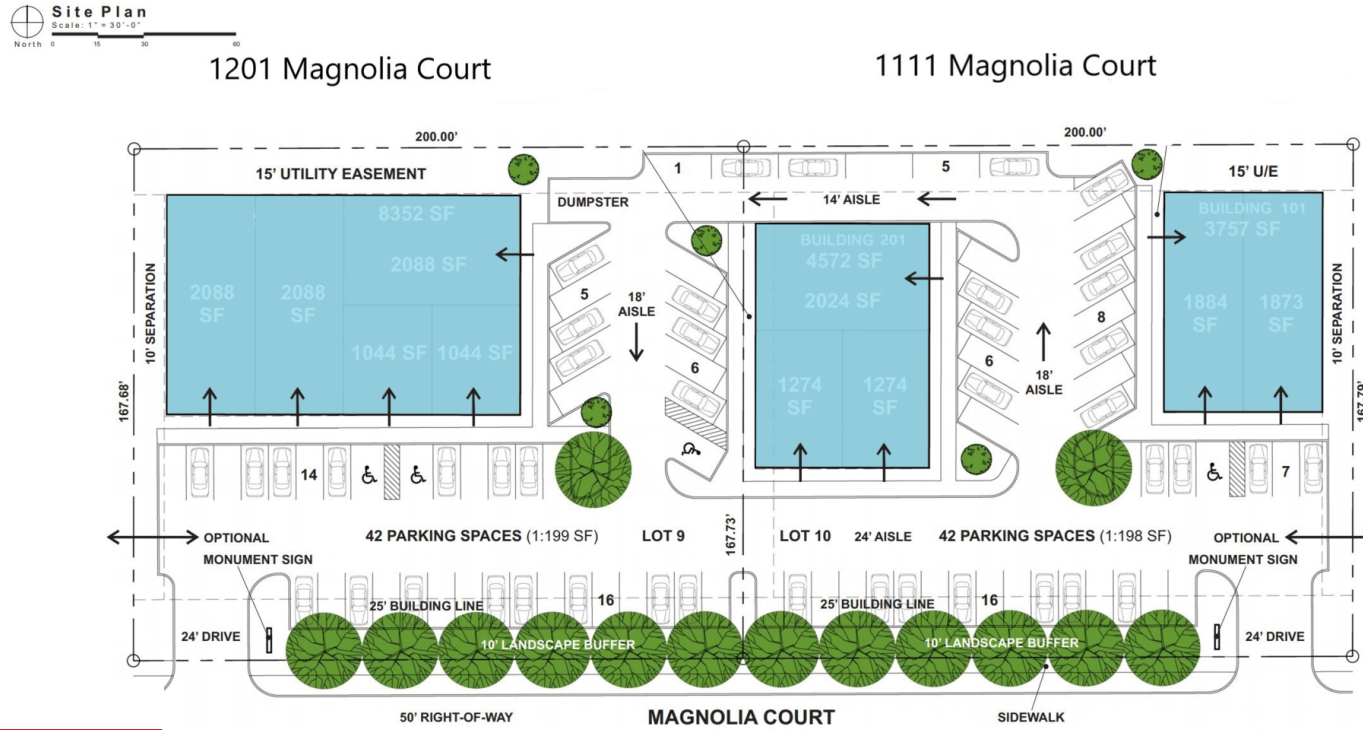 Site Plan
Scale: 1" = 30'-0"
North
0 15 30 60
1201 Magnolia Court
1111 Magnolia Court
200.00'
200.00'
15' UTILITY EASEMENT
1
5
15' U/E
DUMPSTER
14' AISLE
8352 SF
2088 SF
2088
SF
2088
SF
1044 SF
1044 SF
BUILDING 201
4572 SF
2024 SF
1274
SF
1274
SF
BUILDING 101
3757 SF
1884
SF
1873
SF
10' SEPARATION
167.68'
5
18'
AISLE
6
6
18'
AISLE
8
10' SEPARATION
167.79'
14
7
OPTIONAL
MONUMENT SIGN
42 PARKING SPACES (1:199 SF)
LOT 9
167.73'
LOT 10
24' AISLE
42 PARKING SPACES (1:198 SF)
OPTIONAL
MONUMENT SIGN
25' BUILDING LINE
16
25' BUILDING LINE
16
24' DRIVE
10' LANDSCAPE BUFFER
10' LANDSCAPE BUFFER
24' DRIVE
50' RIGHT-OF-WAY
MAGNOLIA COURT
SIDEWALK